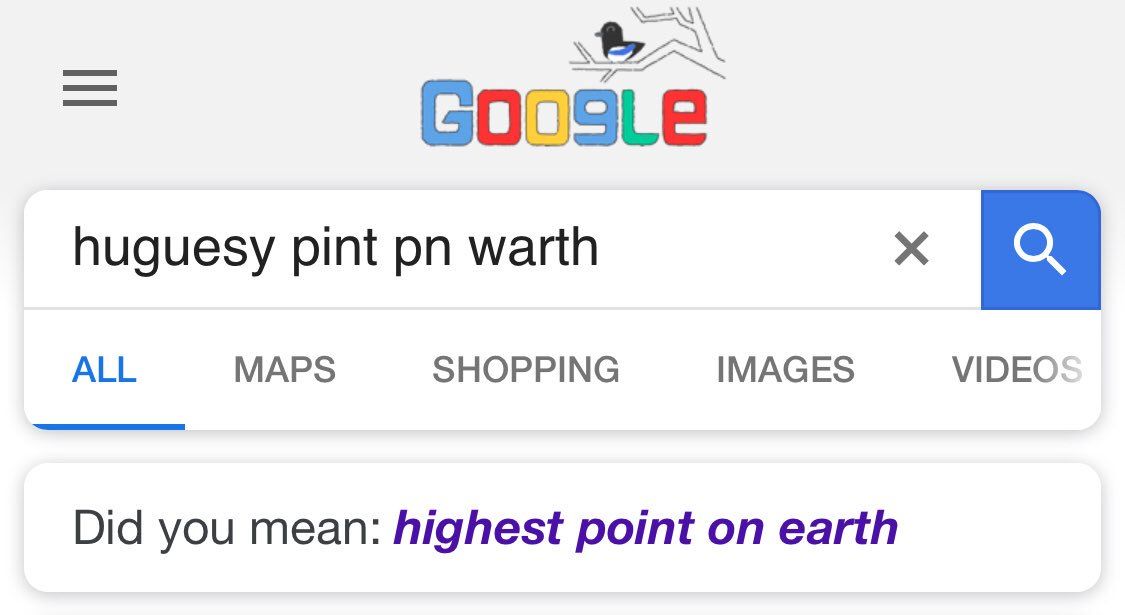 Google
huguesy pint pn warth
ALL MAPS SHOPPING IMAGES VIDEOS
Did you mean: highest point on earth